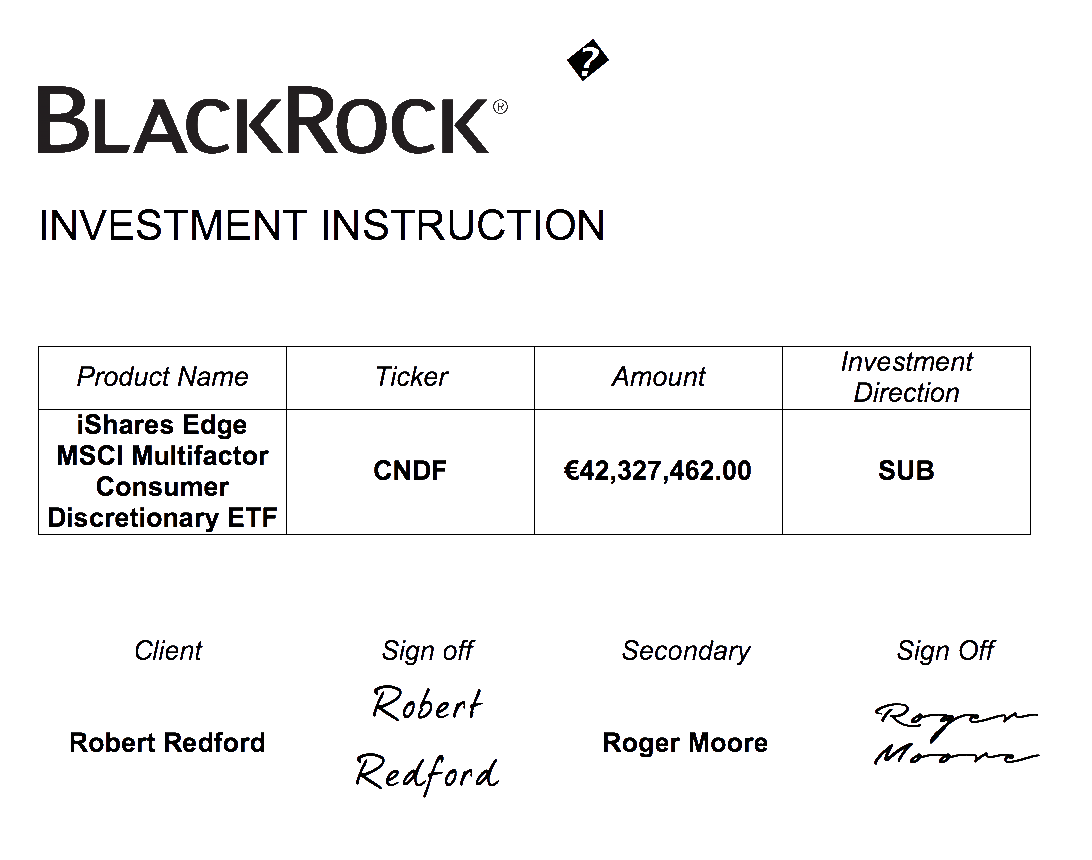 �
BLACKROCK®
INVESTMENT INSTRUCTION
Product Name Ticker Amount Investment Direction
iShares Edge MSCI Multifactor Consumer Discretionary ETF CNDF €42,327,462.00 SUB
Client Sign off Secondary Sign Off
Robert Redford Robert Redford Roger Moore Roger Moore